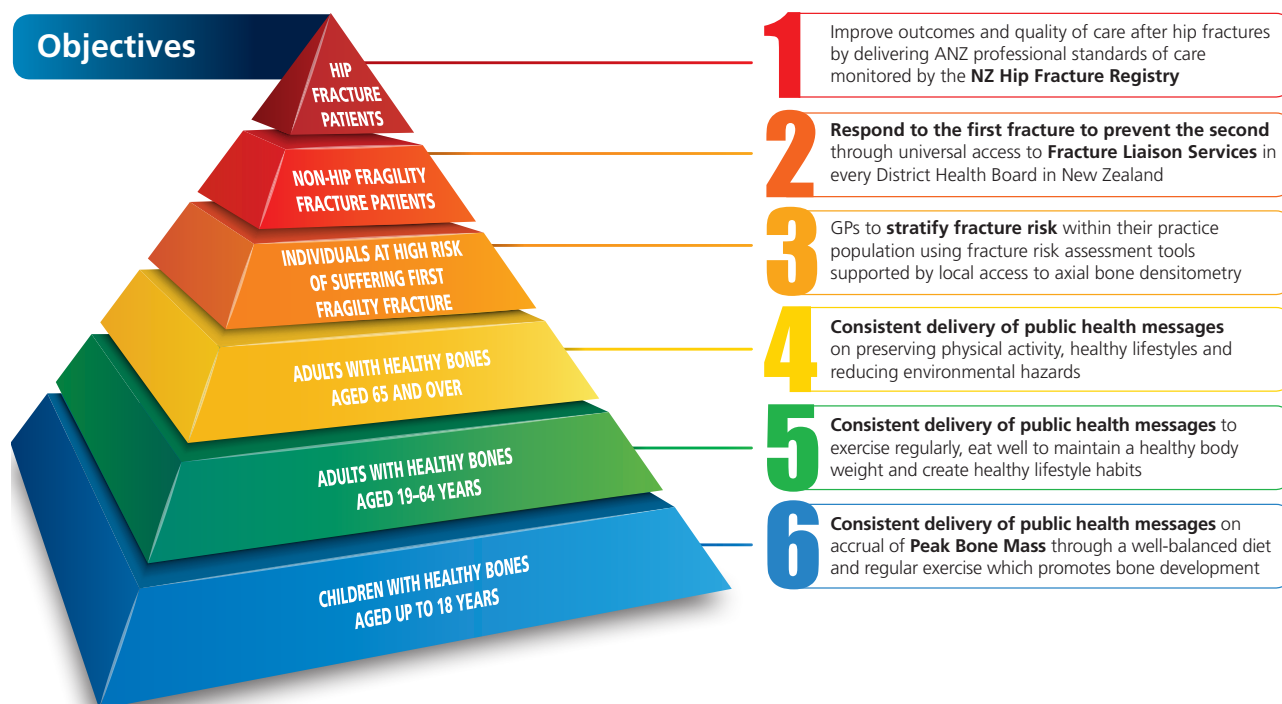 Objectives
HIP
FRACTURE
PATIENTS
1
Improve outcomes and quality of care after hip fractures
by delivering ANZ professional standards of care
monitored by the NZ Hip Fracture Registry
NON-HIP FRAGILITY
FRACTURE PATIENTS
2
Respond to the first fracture to prevent the second
through universal access to Fracture Liaison Services in
every District Health Board in New Zealand
INDIVIDUALS AT HIGH RISK
OF SUFFERING FIRST
FRAGILTY FRACTURE
3
GPs to stratify fracture risk within their practice
population using fracture risk assessment tools
supported by local access to axial bone densitometry
ADULTS WITH HEALTHY BONES
AGED 65 AND OVER
4
Consistent delivery of public health messages
on preserving physical activity, healthy lifestyles and
reducing environmental hazards
ADULTS WITH HEALTHY BONES
AGED 19–64 YEARS
5
Consistent delivery of public health messages to
exercise regularly, eat well to maintain a healthy body
weight and create healthy lifestyle habits
CHILDREN WITH HEALTHY BONES
AGED UP TO 18 YEARS
6
Consistent delivery of public health messages on
accrual of Peak Bone Mass through a well-balanced diet
and regular exercise which promotes bone development